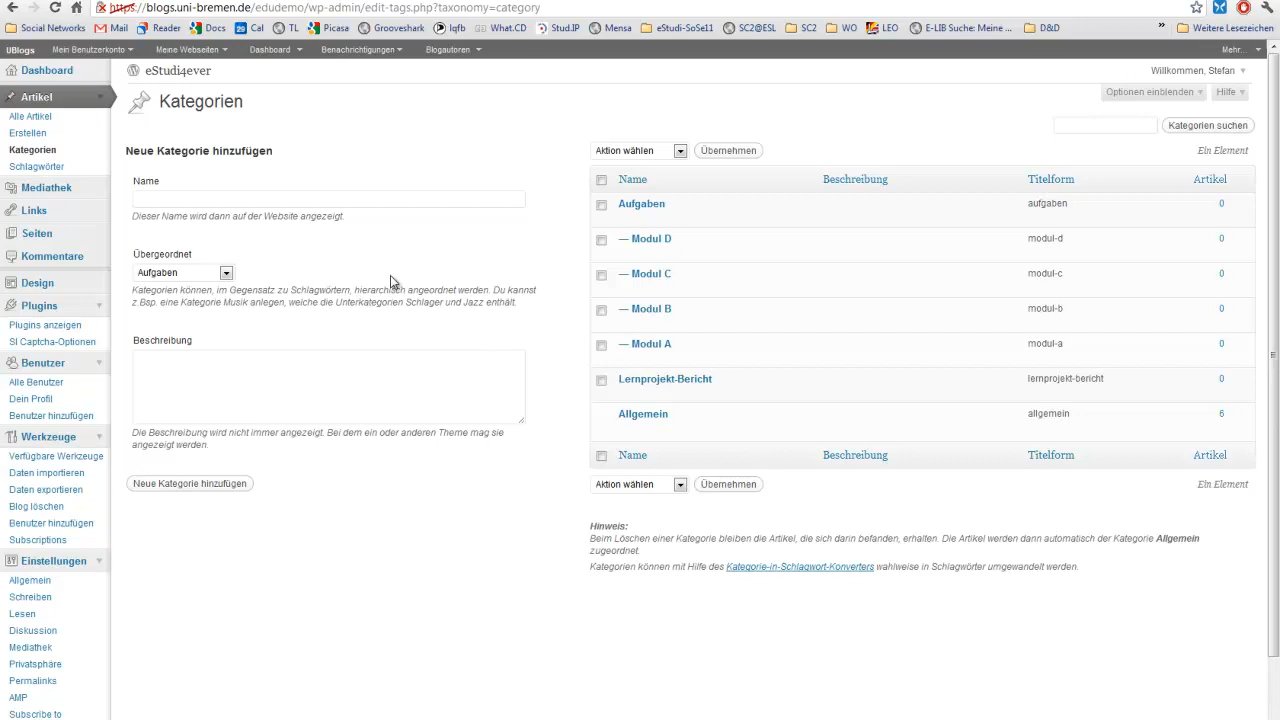 https://blogs.uni-bremen.de/edudemo/wp-admin/edit-tags.php?taxonomy=category
Social Networks Mail Reader Docs 29 Cal TL Picasa Grooveshark lqfb What.CD Stud.IP Mensa eStudi-SoSe11 SC2@ESL SC2 WO LEO E-LIB Suche: Meine ... D&D » Weitere Lesezeichen
UBlogs Mein Benutzerkonto Meine Webseiten Dashboard Benachrichtigungen Blogautoren Mehr...
Dashboard
Artikel
Alle Artikel
Erstellen
Kategorien
Schlagwörter
Mediathek
Links
Seiten
Kommentare
Design
Plugins
Plugins anzeigen
SI Captcha-Optionen
Benutzer
Alle Benutzer
Dein Profil
Benutzer hinzufügen
Werkzeuge
Verfügbare Werkzeuge
Daten importieren
Daten exportieren
Blog löschen
Benutzer hinzufügen
Subscriptions
Einstellungen
Allgemein
Schreiben
Lesen
Diskussion
Mediathek
Privatsphäre
Permalinks
AMP
Subscribe to
eStudi4ever
Willkommen, Stefan
Optionen einblenden Hilfe
Kategorien
Kategorien suchen
Neue Kategorie hinzufügen
Name
Dieser Name wird dann auf der Website angezeigt.
Übergeordnet
Aufgaben
Kategorien können, im Gegensatz zu Schlagwörtern, hierarchisch angeordnet werden. Du kannst
z.Bsp. eine Kategorie Musik anlegen, welche die Unterkategorien Schlager und Jazz enthält.
Beschreibung
Die Beschreibung wird nicht immer angezeigt. Bei dem ein oder anderen Theme mag sie
angezeigt werden.
Neue Kategorie hinzufügen
Aktion wählen Übernehmen Ein Element
Name Beschreibung Titelform Artikel
Aufgaben aufgaben 0
— Modul D modul-d 0
— Modul C modul-c 0
— Modul B modul-b 0
— Modul A modul-a 0
Lernprojekt-Bericht lernprojekt-bericht 0
Allgemein allgemein 6
Name Beschreibung Titelform Artikel
Aktion wählen Übernehmen Ein Element
Hinweis:
Beim Löschen einer Kategorie bleiben die Artikel, die sich darin befanden, erhalten. Die Artikel werden dann automatisch der Kategorie Allgemein
zugeordnet.
Kategorien können mit Hilfe des Kategorie-in-Schlagwort-Konverters wahlweise in Schlagwörter umgewandelt werden.